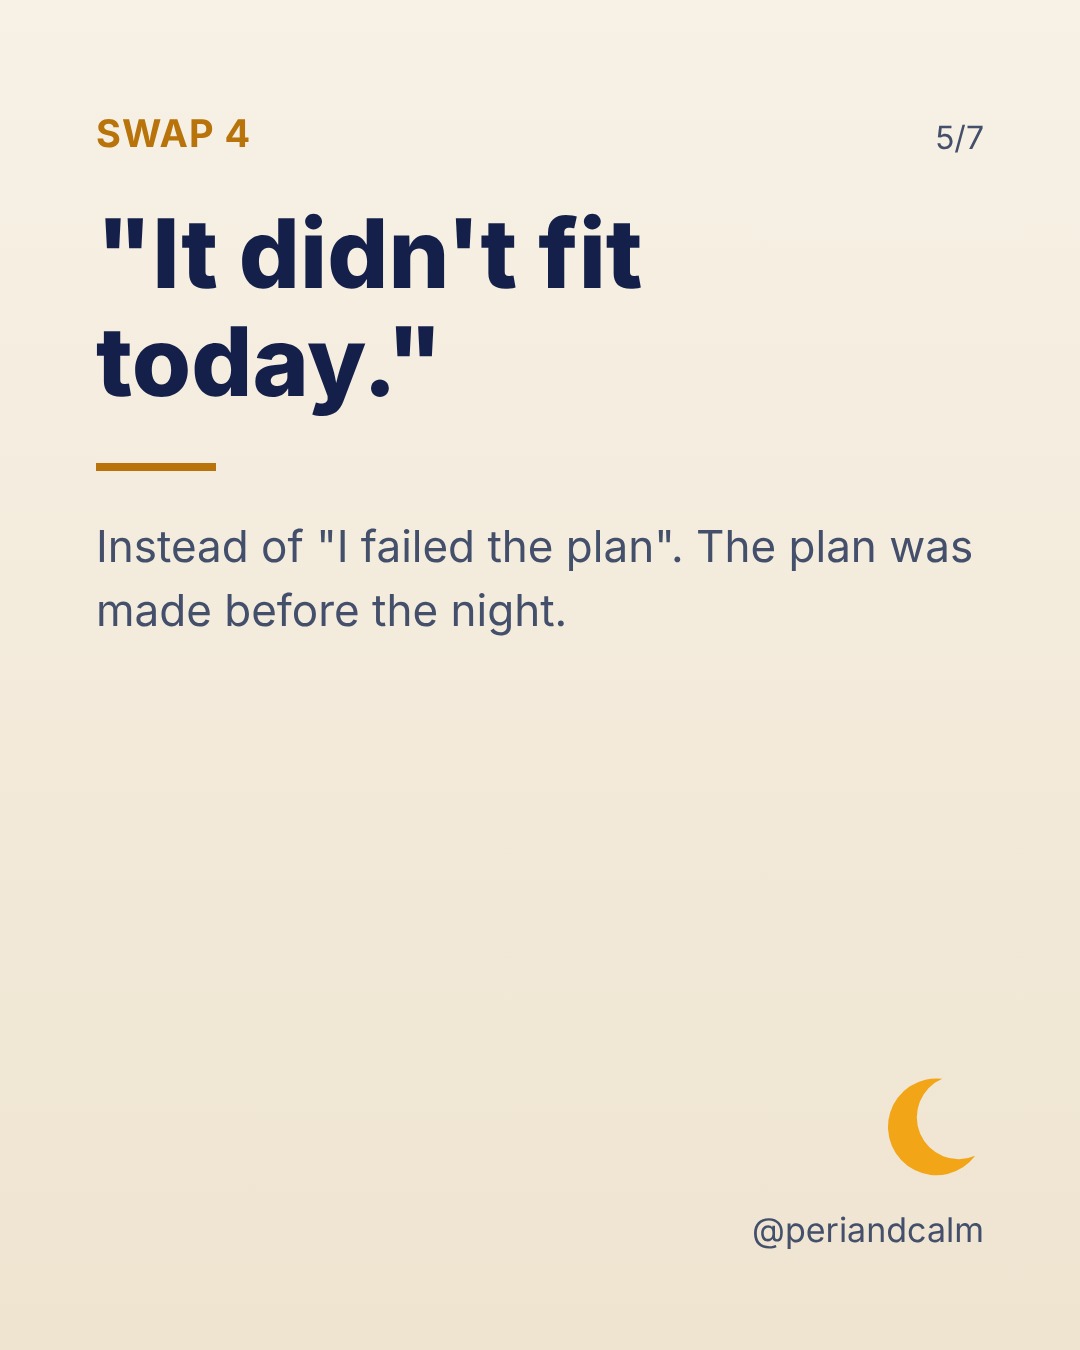 SWAP 4
5/7
"It didn't fit
today."
Instead of "I failed the plan". The plan was
made before the night.
@periandcalm